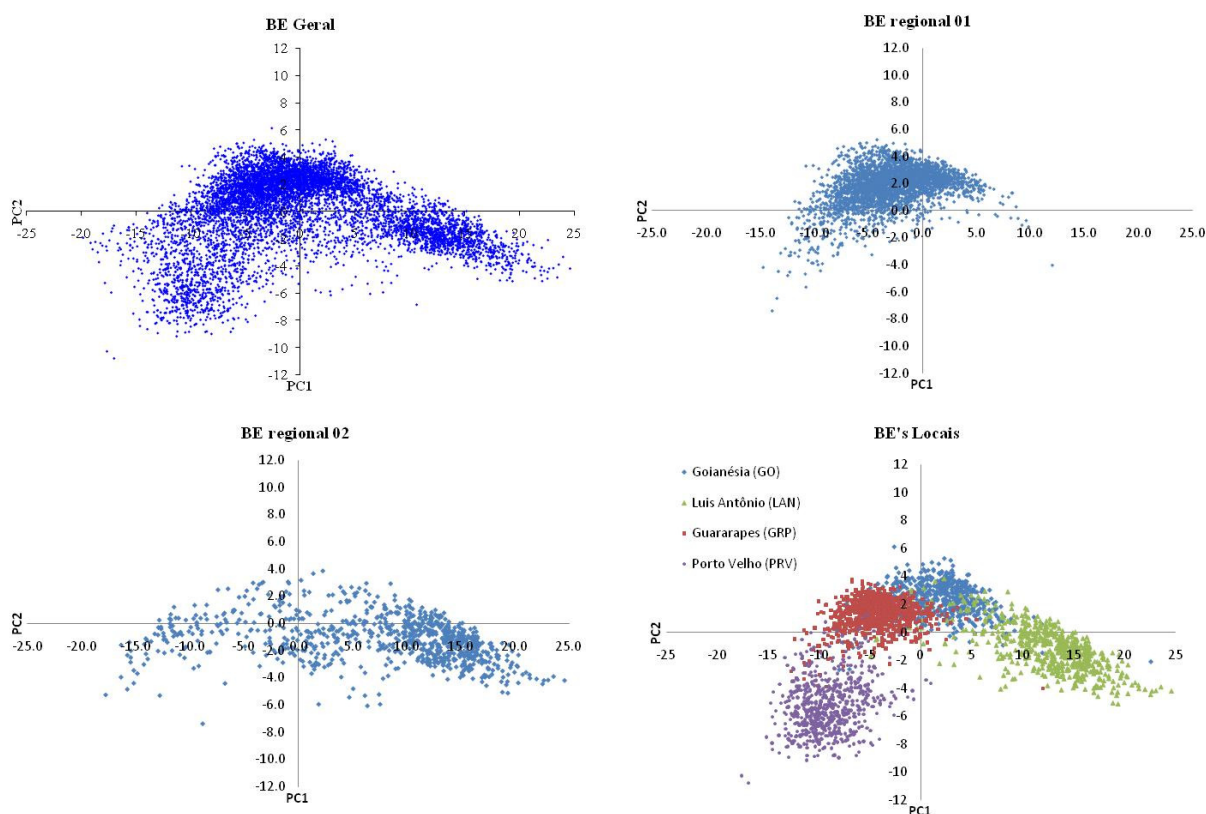 BE Geral
12
10
8
6
4
2
0
-2
-4
-6
-8
-10
-12
-25 -20 -15 -10 -5 0 5 10 15 20 25
PC2
PC1
BE regional 01
12.0
10.0
8.0
6.0
4.0
2.0
0.0
-2.0
-4.0
-6.0
-8.0
-10.0
-12.0
-25.0 -20.0 -15.0 -10.0 -5.0 0.0 5.0 10.0 15.0 20.0 25.0
PC2
PC1
BE regional 02
12.0
10.0
8.0
6.0
4.0
2.0
0.0
-2.0
-4.0
-6.0
-8.0
-10.0
-12.0
-25.0 -20.0 -15.0 -10.0 -5.0 0.0 5.0 10.0 15.0 20.0 25.0
PC2
PC1
BE's Locais
Goianésia (GO)
Luis Antônio (LAN)
Guararapes (GRP)
Porto Velho (PRV)
12
10
8
6
4
2
0
-2
-4
-6
-8
-10
-12
-25 -20 -15 -10 -5 0 5 10 15 20 25
PC2
PC1